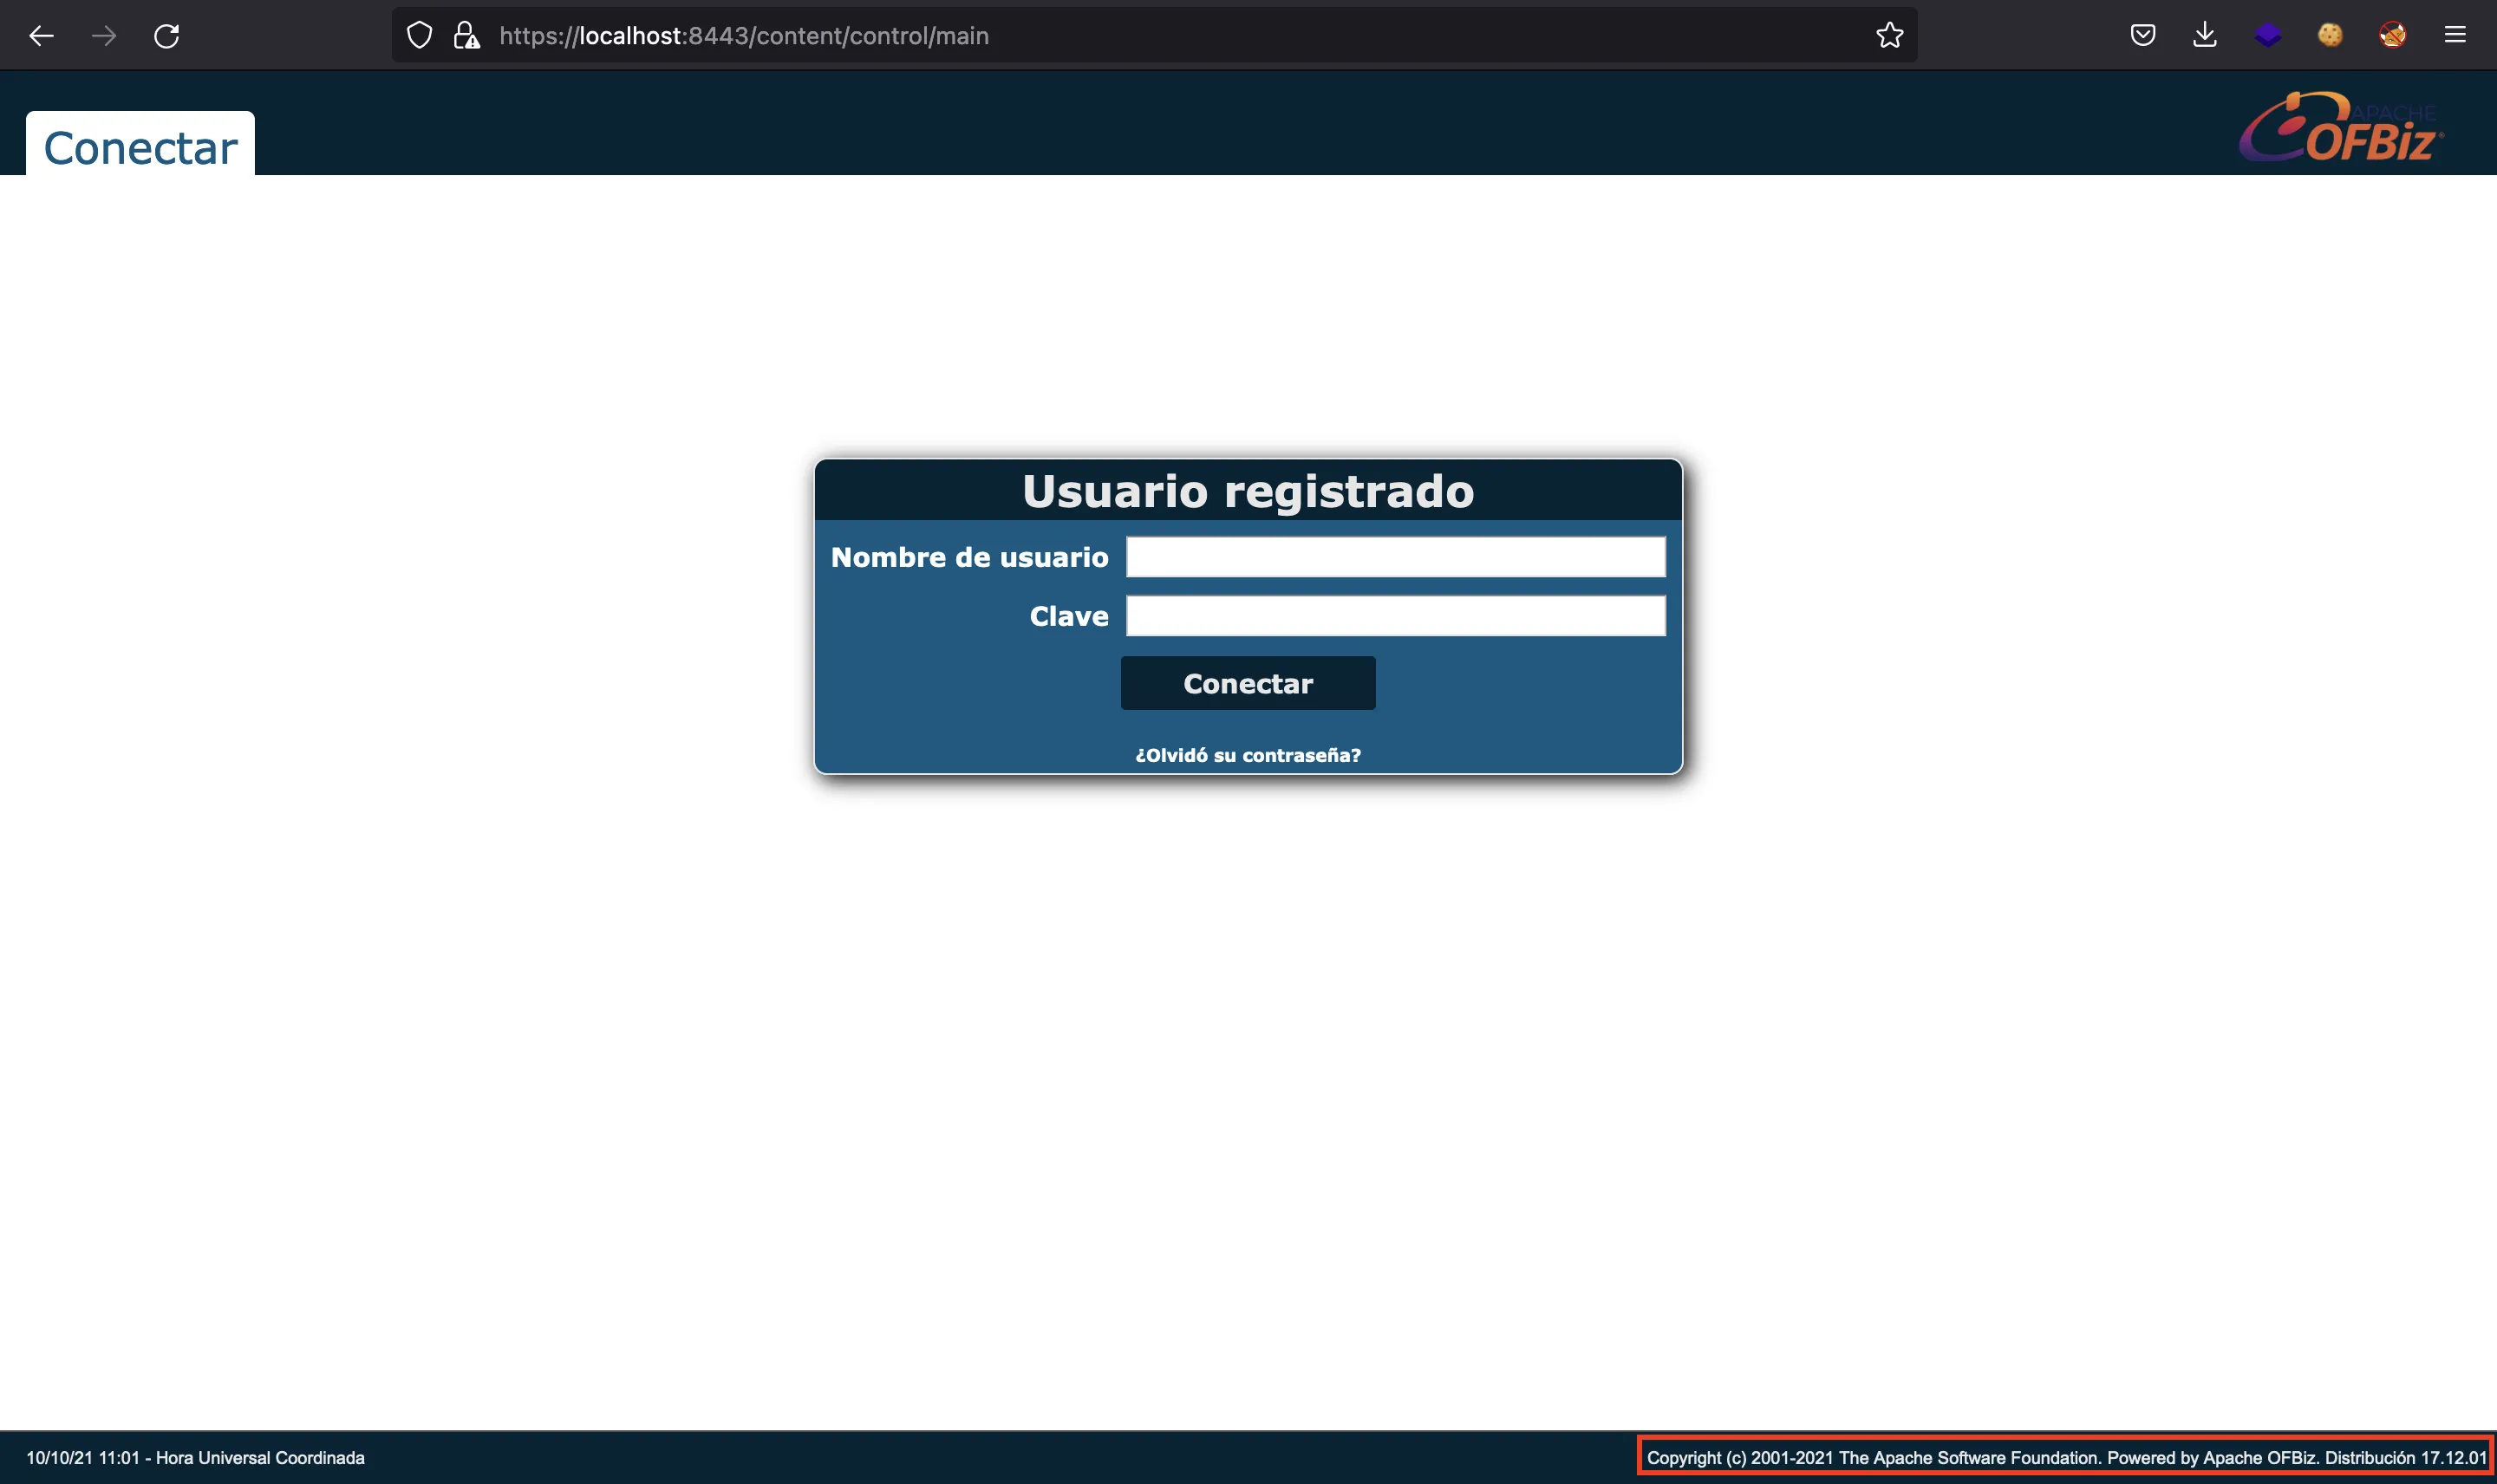 https://localhost:8443/content/control/main
Conectar
APACHE
OFBiz
Usuario registrado
Nombre de usuario
Clave
Conectar
¿Olvidó su contraseña?
10/10/21 11:01 - Hora Universal Coordinada
Copyright (c) 2001-2021 The Apache Software Foundation. Powered by Apache OFBiz. Distribución 17.12.01